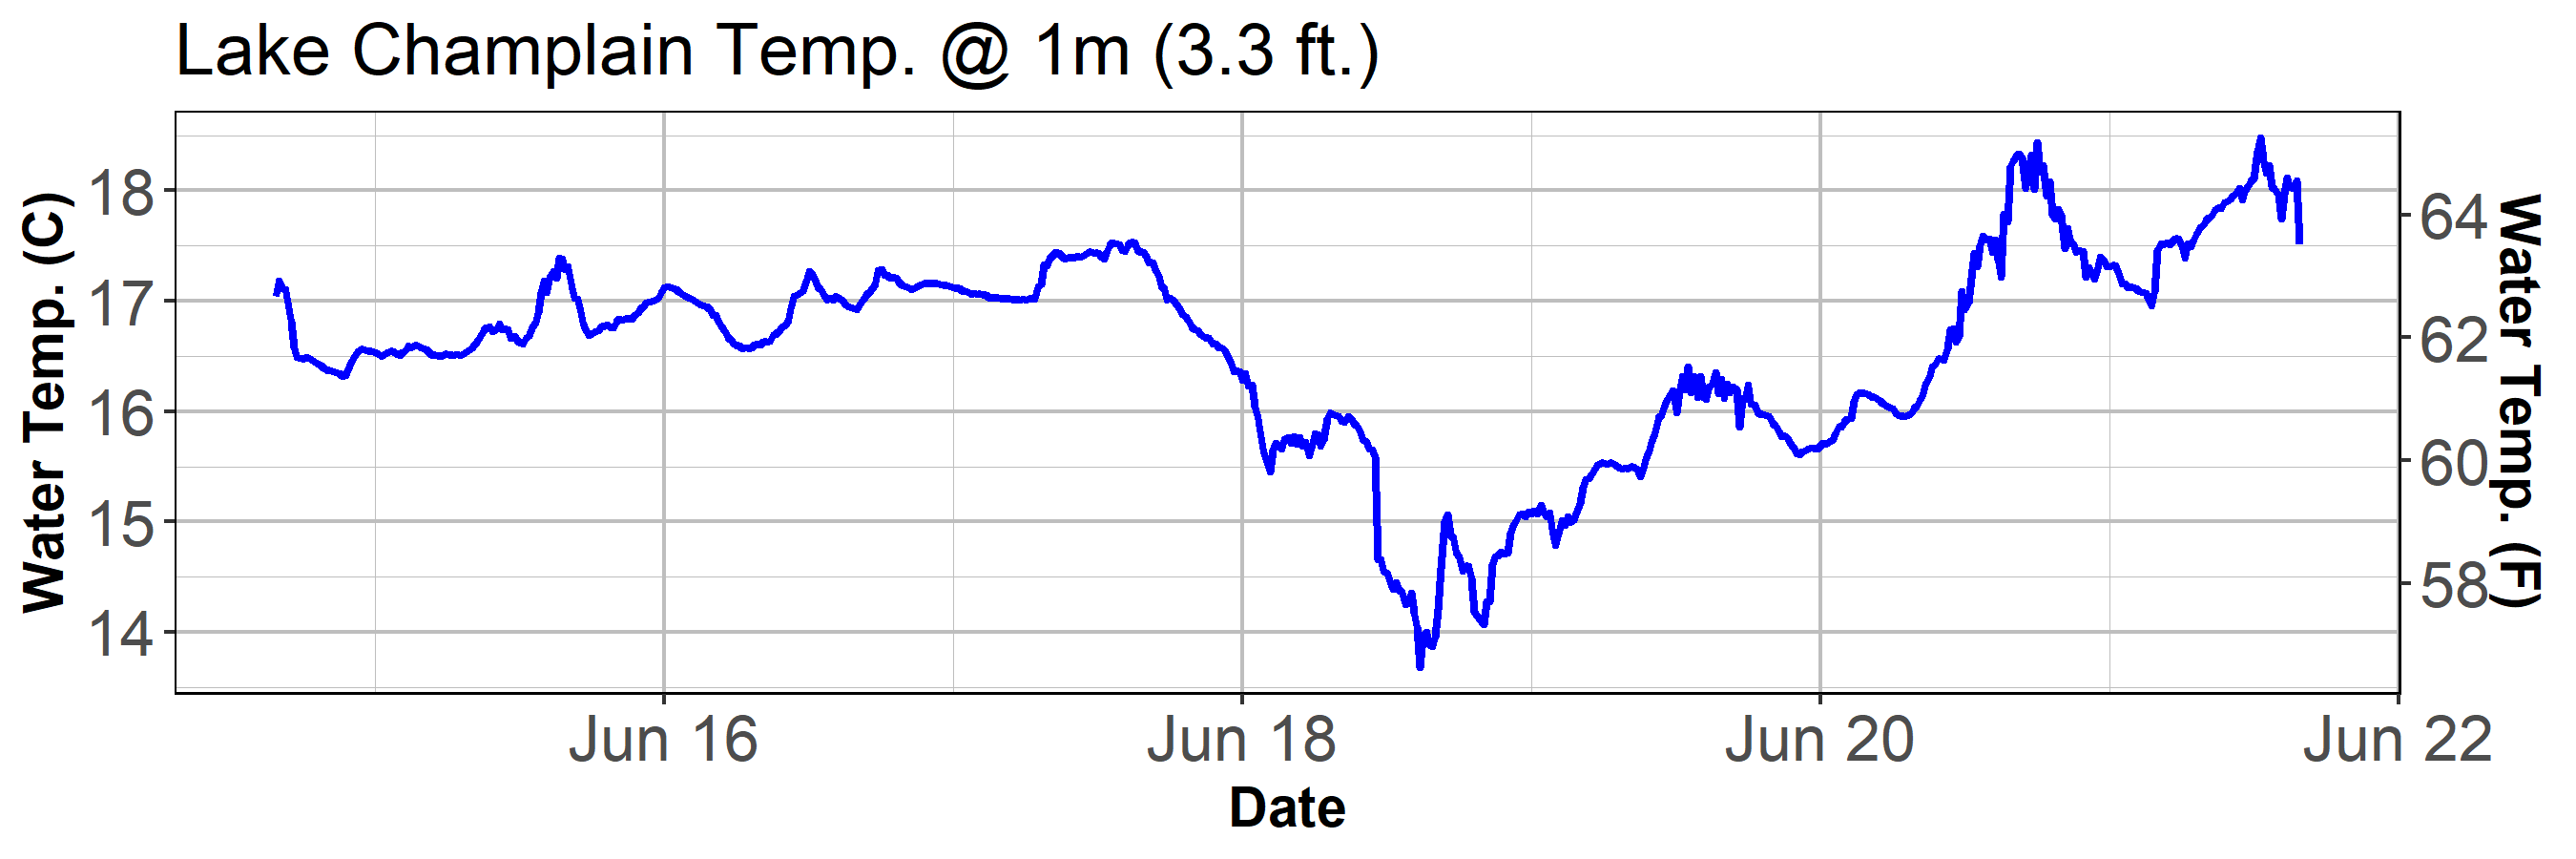 Lake Champlain Temp. @ 1m (3.3 ft.)
Water Temp. (C)
18
17
16
15
14
64
62
60
58
Water Temp. (F)
Jun 16
Jun 18
Jun 20
Jun 22
Date